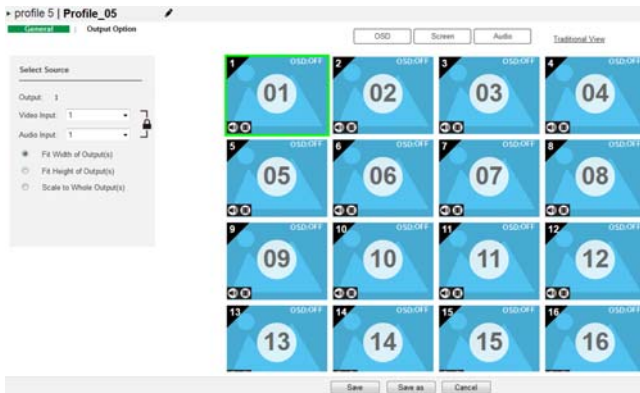 profile 5 | Profile_05
General | Output Option
OSD Screen Audio Traditional View
Select Source
Output: 1
Video Input: 1
Audio Input: 1
Fit Width of Output(s)
Fit Height of Output(s)
Scale to Whole Output(s)
1 OSD:OFF 2 OSD:OFF 3 OSD:OFF 4 OSD:OFF
01 02 03 04
5 OSD:OFF 6 OSD:OFF 7 OSD:OFF 8 OSD:OFF
05 06 07 08
9 OSD:OFF 10 OSD:OFF 11 OSD:OFF 12 OSD:OFF
09 10 11 12
13 OSD:OFF 14 OSD:OFF 15 OSD:OFF 16 OSD:OFF
13 14 15 16
Save Save as Cancel